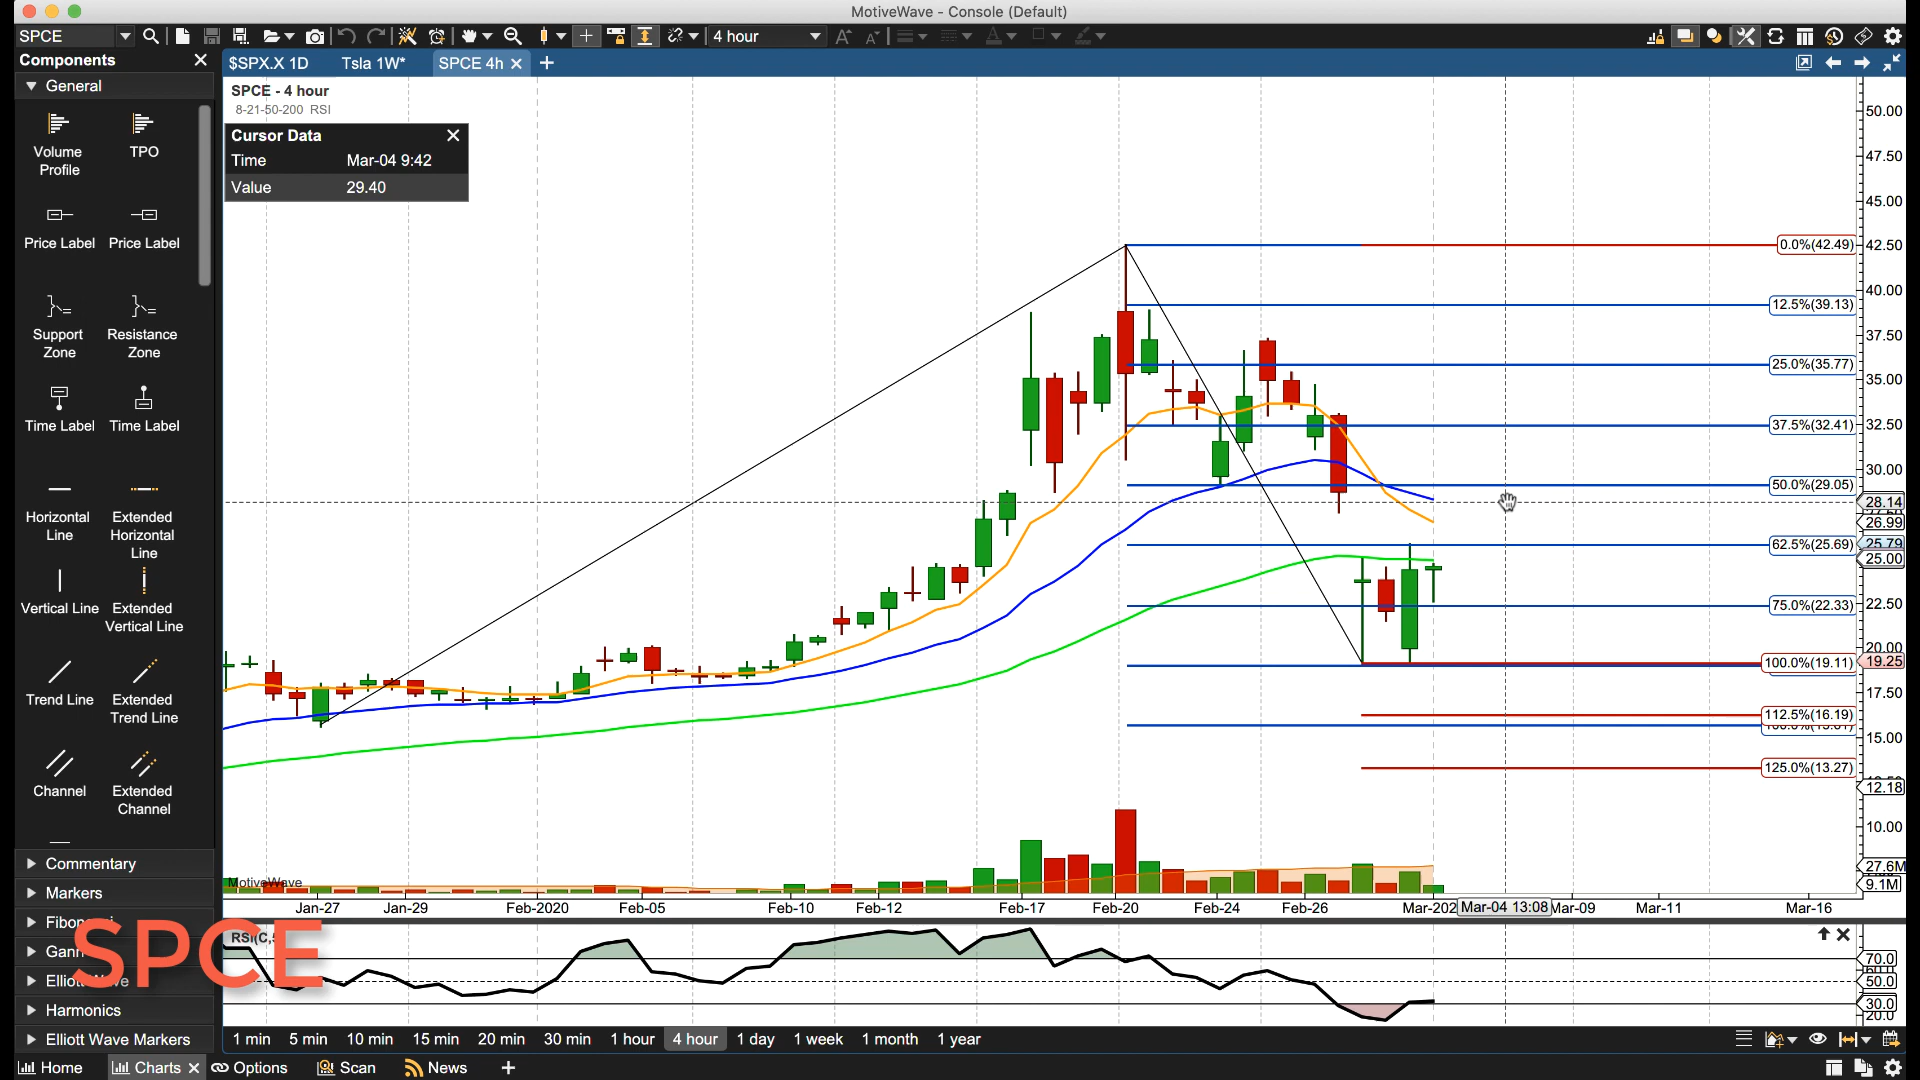 MotiveWave - Console (Default)
SPCE
4 hour
Components
General
Volume Profile
TPO
Price Label
Price Label
Support Zone
Resistance Zone
Time Label
Time Label
Horizontal Line
Extended Horizontal Line
Vertical Line
Extended Vertical Line
Trend Line
Extended Trend Line
Channel
Extended Channel
Commentary
Markers
Gann
Harmonics
Elliott Wave Markers
SPCE
$SPX.X 1D
Tsla 1W*
SPCE 4h
SPCE - 4 hour
8-21-50-200 RSI
Cursor Data
Time Mar-04 9:42
Value 29.40
50.00
47.50
45.00
0.0%(42.49)
42.50
40.00
12.5%(39.13)
37.50
25.0%(35.77)
35.00
37.5%(32.41)
32.50
30.00
50.0%(29.05)
28.14
26.99
62.5%(25.69)
25.79
25.00
75.0%(22.33)
22.50
20.00
100.0%(19.11)
19.25
17.50
112.5%(16.19)
15.00
125.0%(13.27)
12.18
10.00
27.6M
9.1M
MotiveWave
Jan-27 Jan-29 Feb-2020 Feb-05 Feb-10 Feb-12 Feb-17 Feb-20 Feb-24 Feb-26 Mar-202 Mar-04 13:08 Mar-09 Mar-11 Mar-16
RSI(C,
70.0
50.0
30.0
20.0
1 min 5 min 10 min 15 min 20 min 30 min 1 hour 4 hour 1 day 1 week 1 month 1 year
Home Charts Options Scan News